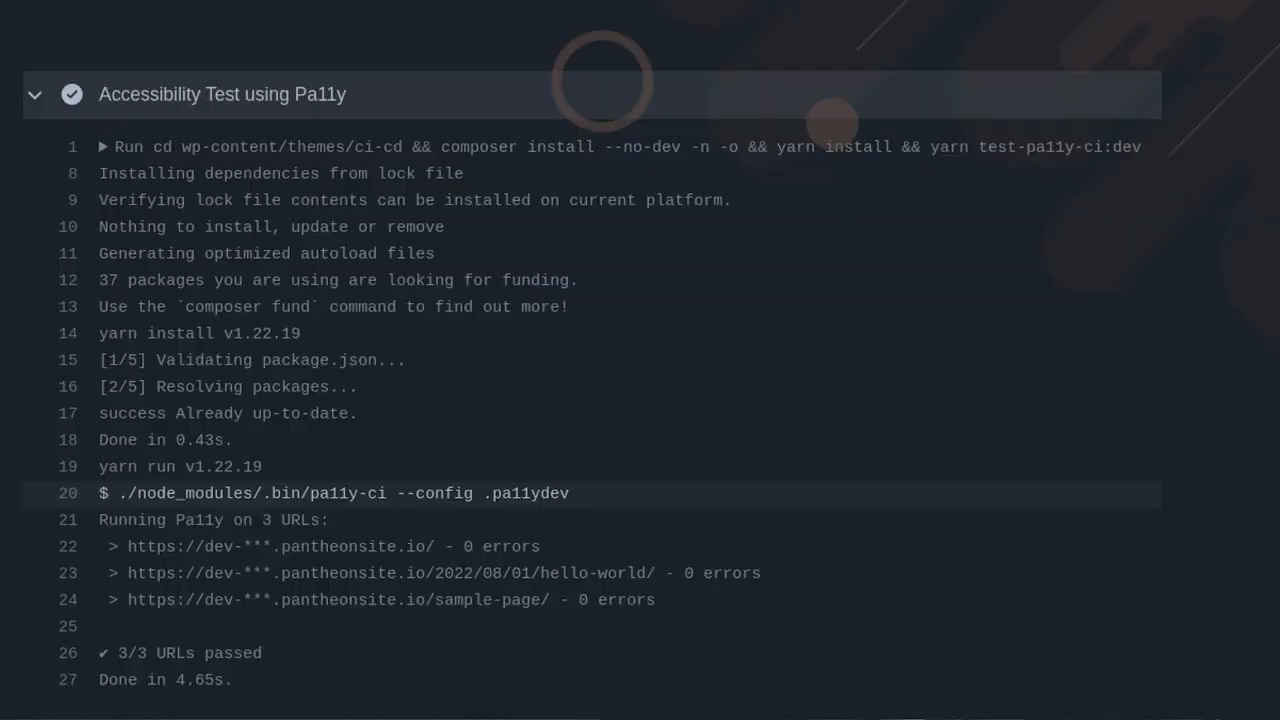 Accessibility Test using Pa11y
1 Run cd wp-content/themes/ci-cd && composer install --no-dev -n -o && yarn install && yarn test-pa11y-ci:dev
8 Installing dependencies from lock file
9 Verifying lock file contents can be installed on current platform.
10 Nothing to install, update or remove
11 Generating optimized autoload files
12 37 packages you are using are looking for funding.
13 Use the `composer fund` command to find out more!
14 yarn install v1.22.19
15 [1/5] Validating package.json...
16 [2/5] Resolving packages...
17 success Already up-to-date.
18 Done in 0.43s.
19 yarn run v1.22.19
20 $ ./node_modules/.bin/pa11y-ci --config .pa11ydev
21 Running Pa11y on 3 URLs:
22 > https://dev-***.pantheonsite.io/ - 0 errors
23 > https://dev-***.pantheonsite.io/2022/08/01/hello-world/ - 0 errors
24 > https://dev-***.pantheonsite.io/sample-page/ - 0 errors
25
26 ✔ 3/3 URLs passed
27 Done in 4.65s.